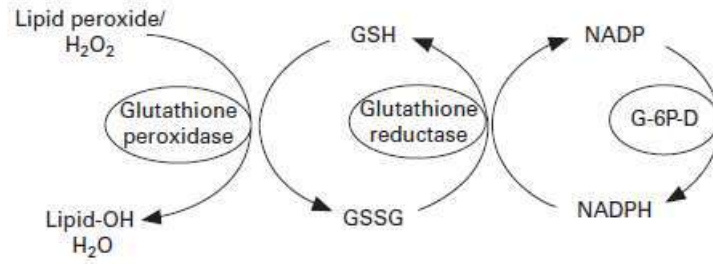 Lipid peroxide/
H₂O₂
GSH
NADP
Glutathione
peroxidase
Glutathione
reductase
G-6P-D
Lipid-OH
H₂O
GSSG
NADPH